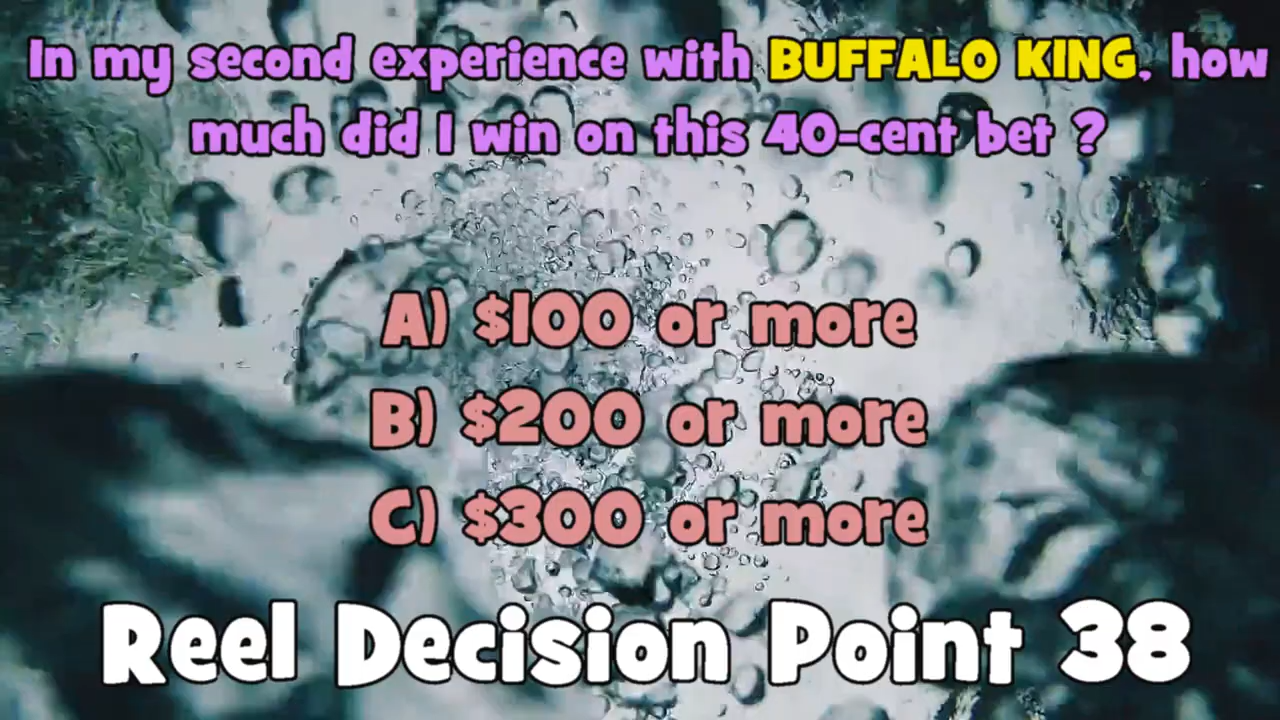 In my second experience with BUFFALO KING, how
much did I win on this 40-cent bet ?
A) $100 or more
B) $200 or more
C) $300 or more
Reel Decision Point 38